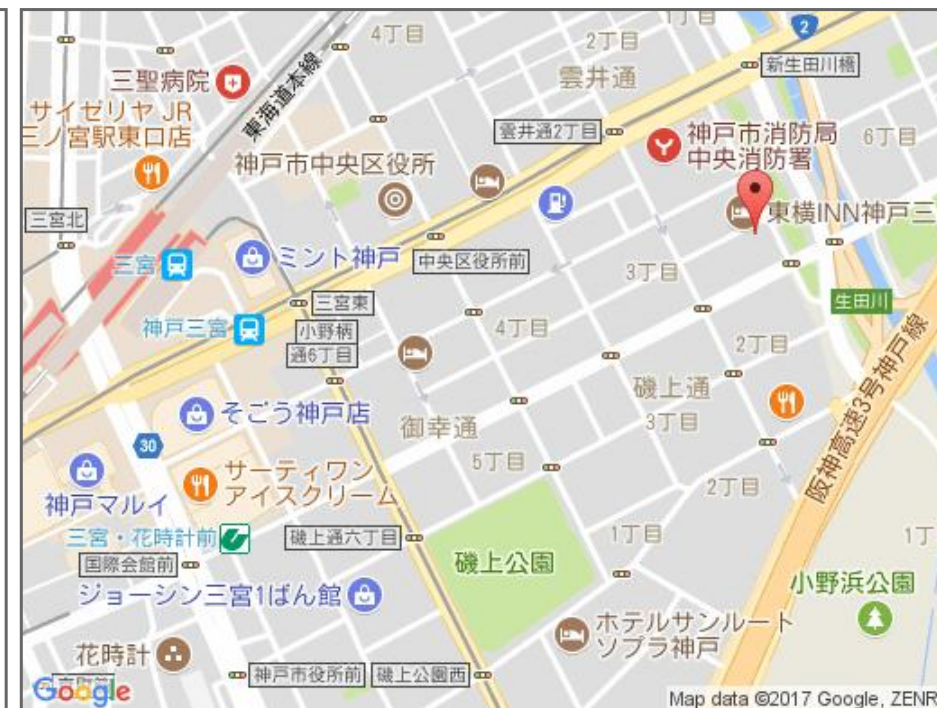 4丁目
1丁目
2丁目
2
新生田川橋
三聖病院
雲井通
東海道本線
サイゼリヤ JR
三ノ宮駅東口店
雲井通2丁目
神戸市消防局
中央消防署
6丁目
神戸市中央区役所
三宮北
東横INN神戸三
三宮
ミント神戸
中央区役所前
3丁目
生田川
三宮東
神戸三宮
小野柄
通6丁目
4丁目
2丁目
阪神高速3号神戸線
磯上通
そごう神戸店
御幸通
3丁目
30
サーティワン
アイスクリーム
5丁目
2丁目
神戸マルイ
三宮・花時計前
磯上通六丁目
1丁目
1丁
国際会館前
磯上公園
ジョーシン三宮1ばん館
小野浜公園
ホテルサンルート
ソプラ神戸
花時計
神戸市役所前
磯上公園西
Google
Map data ©2017 Google, ZENR